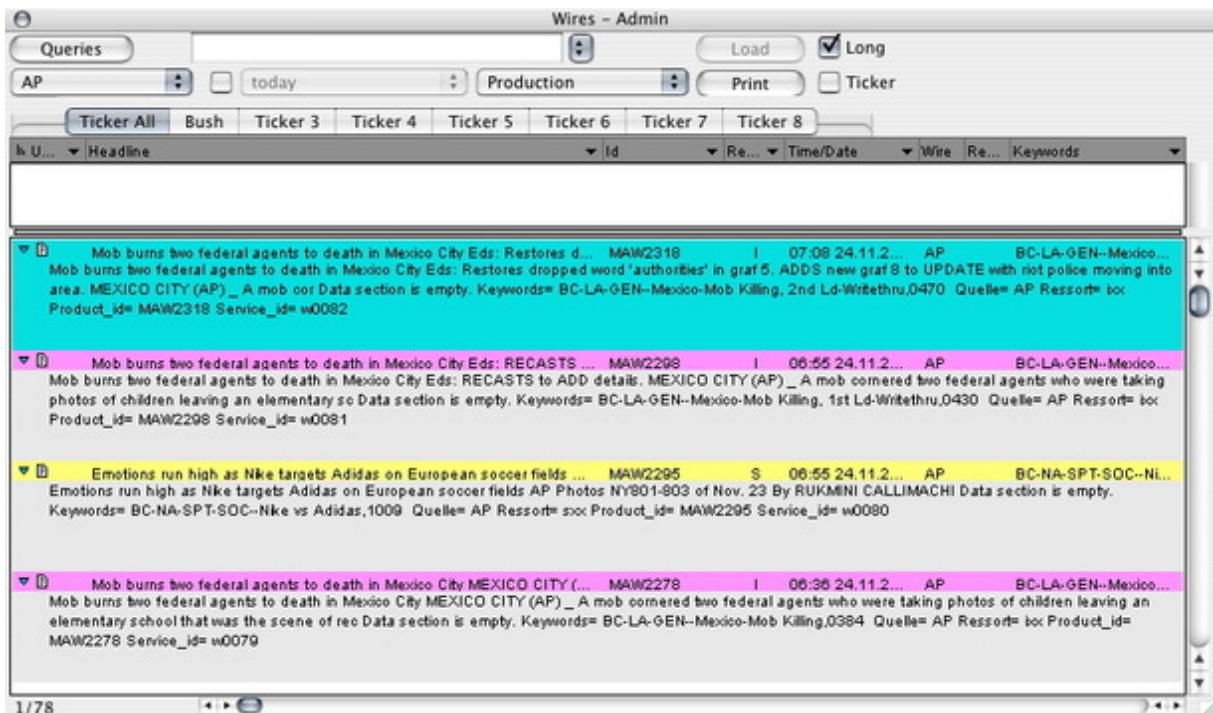 Wires – Admin
Queries Load Long
AP today Production Print Ticker
Ticker All Bush Ticker 3 Ticker 4 Ticker 5 Ticker 6 Ticker 7 Ticker 8
U... Headline Id Re... Time/Date Wire Re... Keywords
Mob burns two federal agents to death in Mexico City Eds: Restores d... MAW2318 I 07:08 24.11.2... AP BC-LA-GEN--Mexico...
Mob burns two federal agents to death in Mexico City Eds: Restores dropped word 'authorities' in graf 5. ADDS new graf 8 to UPDATE with riot police moving into
area. MEXICO CITY (AP) _ A mob cor Data section is empty. Keywords= BC-LA-GEN--Mexico-Mob Killing, 2nd Ld-Writethru,0470 Quelle= AP Ressort= ixx
Product_id= MAW2318 Service_id= w0082
Mob burns two federal agents to death in Mexico City Eds: RECASTS ... MAW2298 I 06:55 24.11.2... AP BC-LA-GEN--Mexico...
Mob burns two federal agents to death in Mexico City Eds: RECASTS to ADD details. MEXICO CITY (AP) _ A mob cornered two federal agents who were taking
photos of children leaving an elementary sc Data section is empty. Keywords= BC-LA-GEN--Mexico-Mob Killing, 1st Ld-Writethru,0430 Quelle= AP Ressort= ixx
Product_id= MAW2298 Service_id= w0081
Emotions run high as Nike targets Adidas on European soccer fields ... MAW2295 S 06:55 24.11.2... AP BC-NA-SPT-SOC--Ni...
Emotions run high as Nike targets Adidas on European soccer fields AP Photos NY801-803 of Nov. 23 By RUKMINI CALLIMACHI Data section is empty.
Keywords= BC-NA-SPT-SOC--Nike vs Adidas,1009 Quelle= AP Ressort= sxx Product_id= MAW2295 Service_id= w0080
Mob burns two federal agents to death in Mexico City MEXICO CITY (... MAW2278 I 06:36 24.11.2... AP BC-LA-GEN--Mexico...
Mob burns two federal agents to death in Mexico City MEXICO CITY (AP) _ A mob cornered two federal agents who were taking photos of children leaving an
elementary school that was the scene of rec Data section is empty. Keywords= BC-LA-GEN--Mexico-Mob Killing,0384 Quelle= AP Ressort= ixx Product_id=
MAW2278 Service_id= w0079
1/78